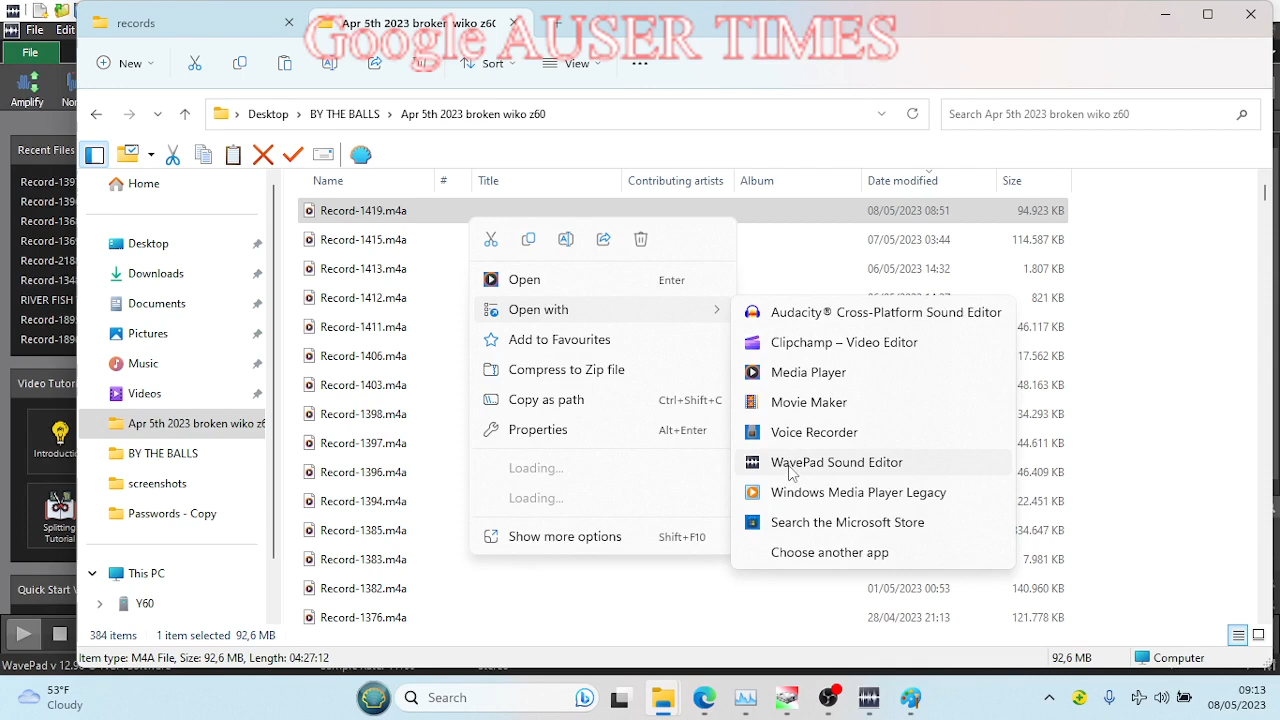 records
Apr 5th 2023 broken wiko z60
Google AUSER TIMES
File
Edit
File
New
Sort
View
Amplify
Desktop
BY THE BALLS
Apr 5th 2023 broken wiko z60
Search Apr 5th 2023 broken wiko z60
Recent Files
Name
#
Title
Contributing artists
Album
Date modified
Size
Home
Desktop
Downloads
Documents
Pictures
Music
Videos
Apr 5th 2023 broken wiko z6
BY THE BALLS
screenshots
Passwords - Copy
This PC
Y60
Record-1419.m4a 08/05/2023 08:51 94.923 KB
Record-1415.m4a 07/05/2023 03:44 114.587 KB
Record-1413.m4a 06/05/2023 14:32 1.807 KB
Record-1412.m4a 821 KB
Record-1411.m4a 46.117 KB
Record-1406.m4a 17.562 KB
Record-1403.m4a 48.163 KB
Record-1398.m4a 34.293 KB
Record-1397.m4a 44.611 KB
Record-1396.m4a 46.409 KB
Record-1394.m4a 22.451 KB
Record-1385.m4a 334.647 KB
Record-1383.m4a 7.981 KB
Record-1382.m4a 01/05/2023 00:53 140.960 KB
Record-1376.m4a 28/04/2023 21:13 121.778 KB
Open Enter
Open with
Add to Favourites
Compress to Zip file
Copy as path Ctrl+Shift+C
Properties Alt+Enter
Loading...
Loading...
Show more options Shift+F10
Audacity® Cross-Platform Sound Editor
Clipchamp – Video Editor
Media Player
Movie Maker
Voice Recorder
WavePad Sound Editor
Windows Media Player Legacy
Search the Microsoft Store
Choose another app
RIVER FISH
Video Tutor
Introduction
Splitting
Tutorial
Quick Start V
384 items 1 item selected 92,6 MB
Item type: M4A File, Size: 92,6 MB, Length: 04:27:12
92,6 MB
Computer
53°F
Cloudy
Search
09:13
08/05/2023